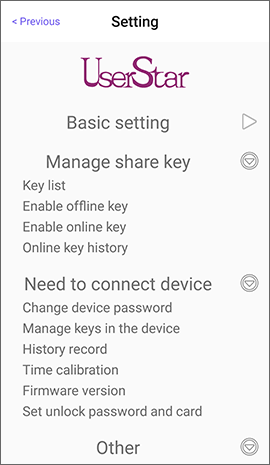 < Previous
Setting
UserStar
Basic setting
Manage share key
Key list
Enable offline key
Enable online key
Online key history
Need to connect device
Change device password
Manage keys in the device
History record
Time calibration
Firmware version
Set unlock password and card
Other